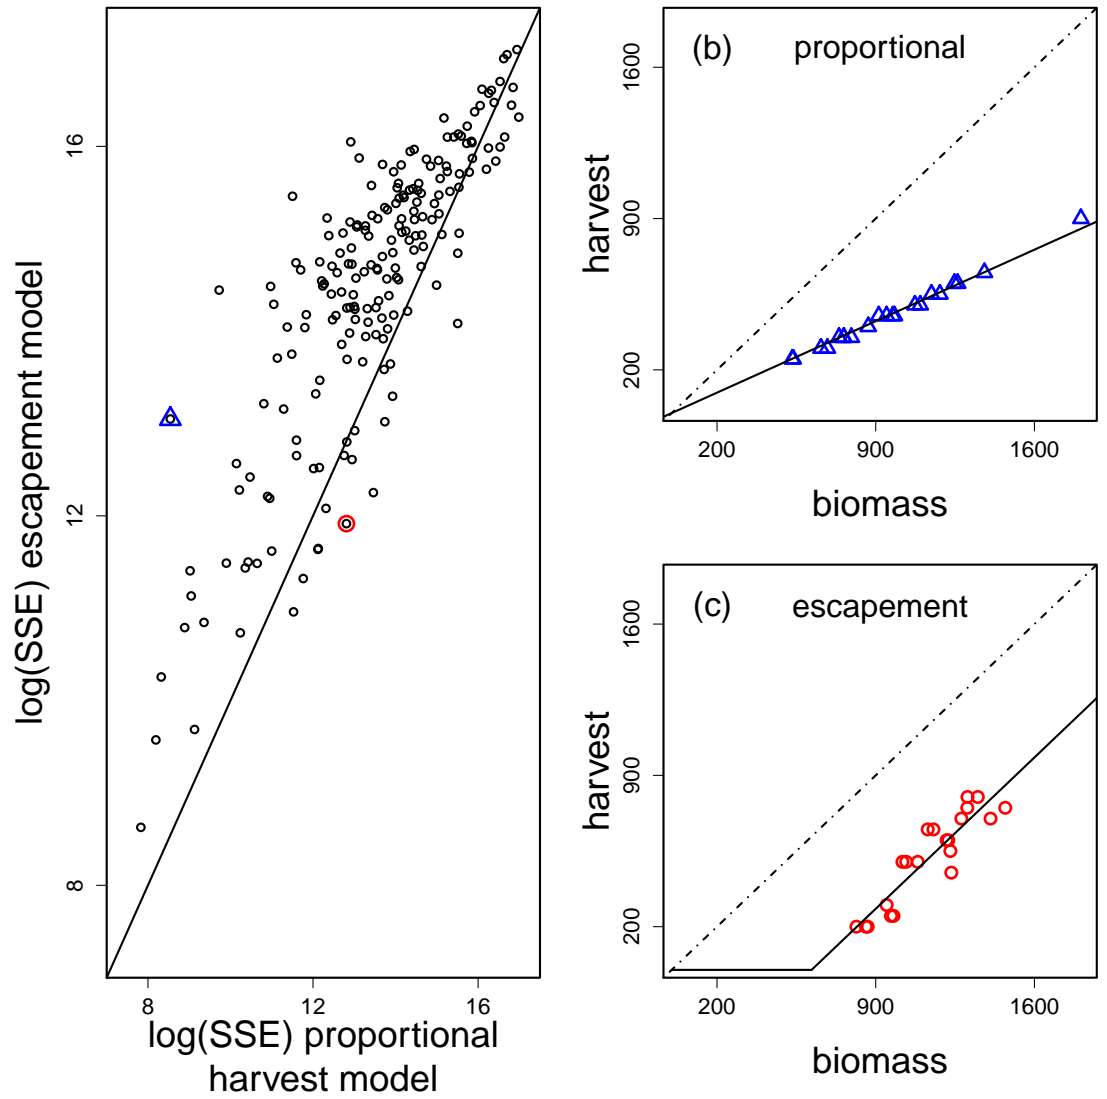 log(SSE) escapement model
16
12
8
8 12 16
log(SSE) proportional
harvest model
(b) proportional
harvest
1600
900
200
200 900 1600
biomass
(c) escapement
harvest
1600
900
200
200 900 1600
biomass